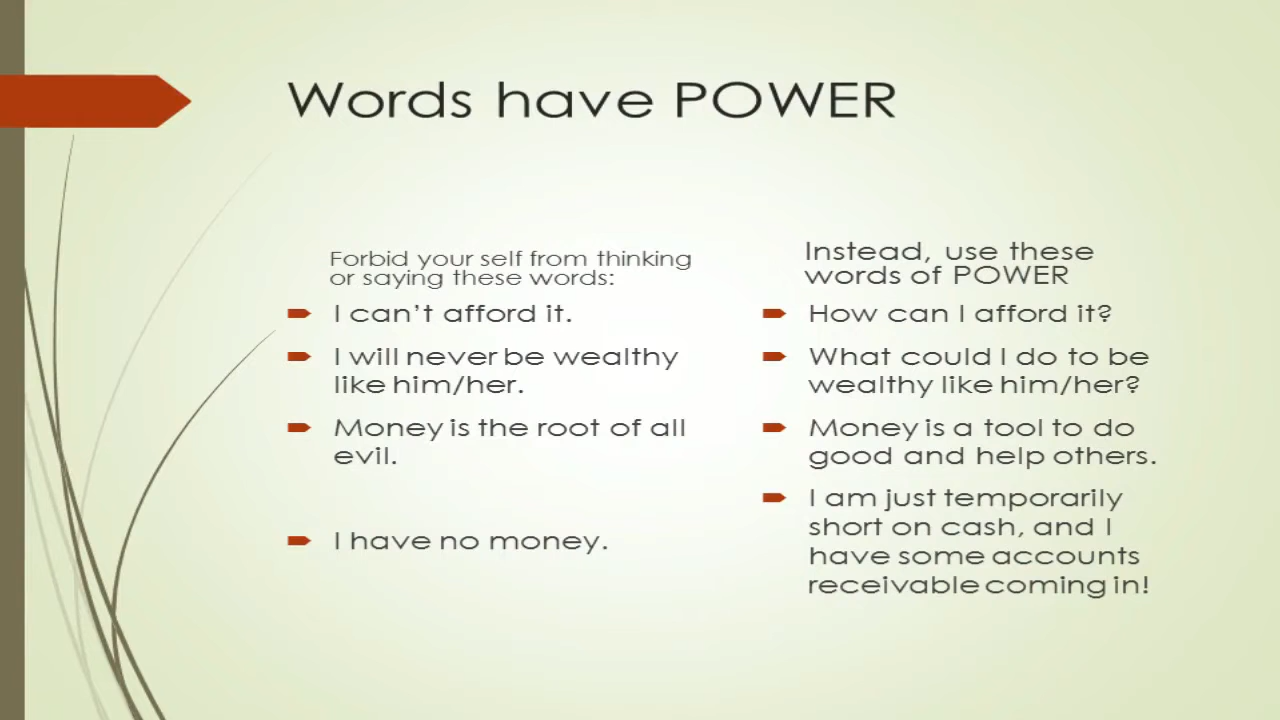 Words have POWER
Forbid your self from thinking
or saying these words:
I can't afford it.
I will never be wealthy
like him/her.
Money is the root of all
evil.
I have no money.
Instead, use these
words of POWER
How can I afford it?
What could I do to be
wealthy like him/her?
Money is a tool to do
good and help others.
I am just temporarily
short on cash, and I
have some accounts
receivable coming in!